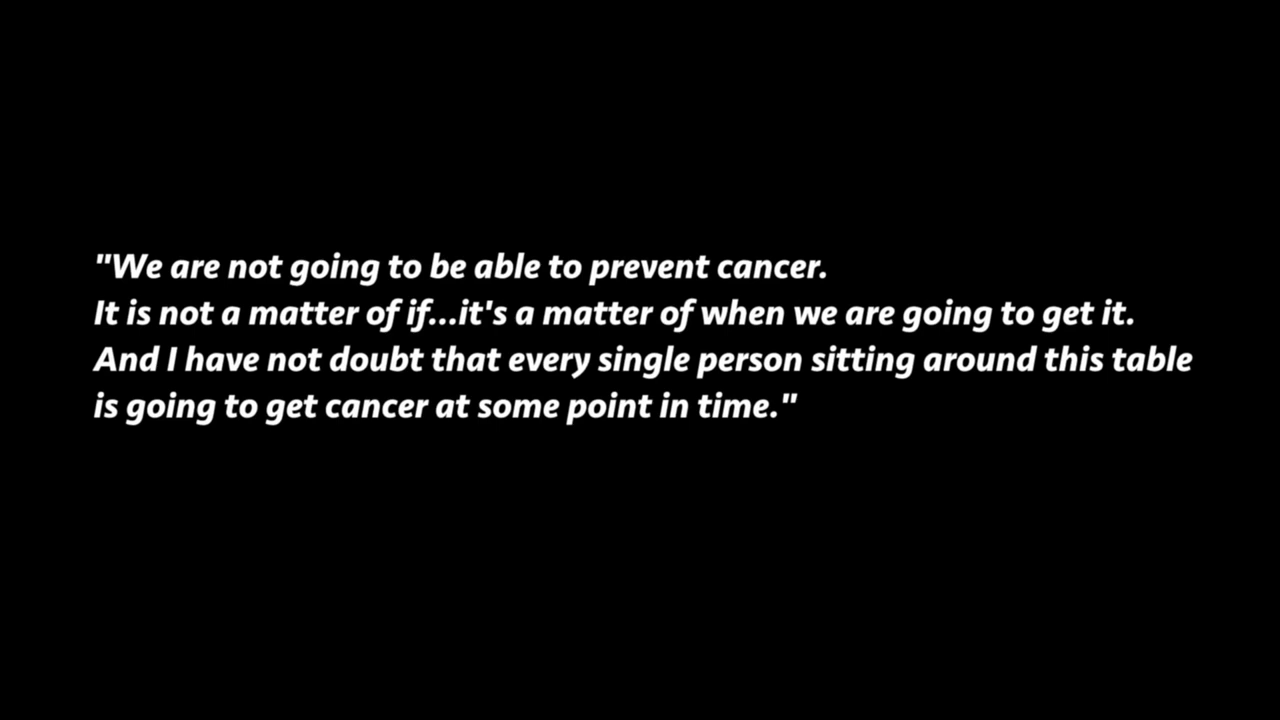 "We are not going to be able to prevent cancer.
It is not a matter of if...it's a matter of when we are going to get it.
And I have not doubt that every single person sitting around this table
is going to get cancer at some point in time."